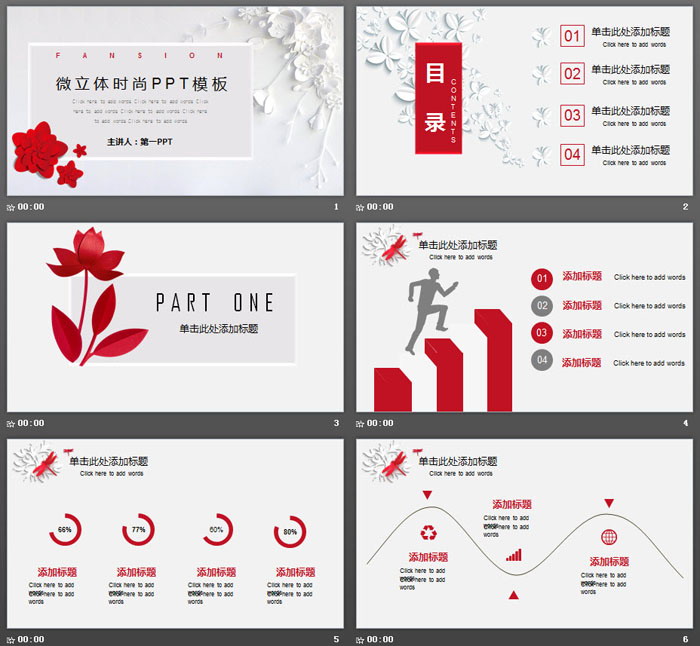 FANSION
微立体时尚PPT模板
Click here to add words Click here to add words
Click here to add words Click here to add words Click here
to add words Click here to add words
主讲人：第一PPT
00:00
1
目录
CONTENTS
01
单击此处添加标题
Click here to add words
02
单击此处添加标题
Click here to add words
03
单击此处添加标题
Click here to add words
04
单击此处添加标题
Click here to add words
00:00
2
PART ONE
单击此处添加标题
00:00
3
单击此处添加标题
Click here to add words
01
添加标题
Click here to add words
02
添加标题
Click here to add words
03
添加标题
Click here to add words
04
添加标题
Click here to add words
00:00
4
单击此处添加标题
Click here to add words
66%
77%
60%
80%
添加标题
添加标题
添加标题
添加标题
Click here to add
words
Click here to add
words
Click here to add
words
Click here to add
words
Click here to add
words
Click here to add
words
Click here to add
words
Click here to add
words
00:00
5
单击此处添加标题
Click here to add words
添加标题
Click here to add
words
Click here to add
words
添加标题
Click here to add
words
Click here to add
words
添加标题
Click here to add
words
Click here to add
words
00:00
6